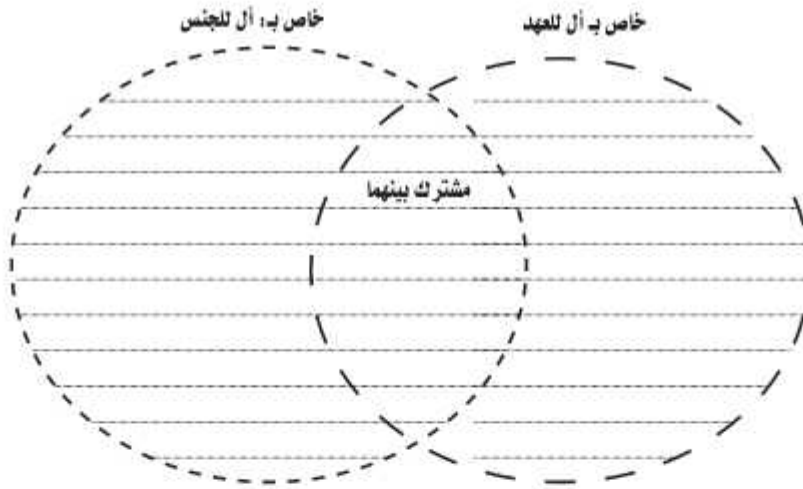 خاص بـ أل للعهد
خاص بـ: أل للجنس
مشترك بينهما